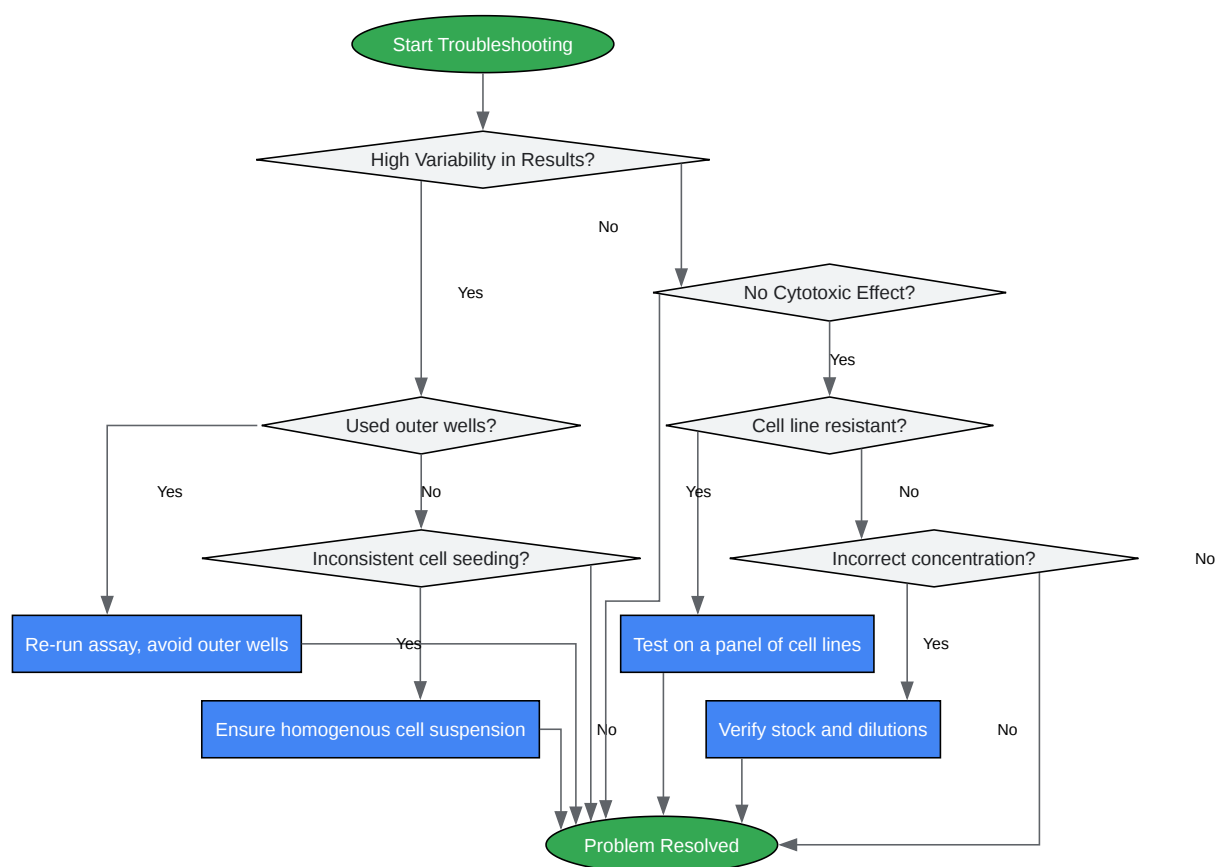 Start Troubleshooting
High Variability in Results?
No
Yes
No Cytotoxic Effect?
Yes
Used outer wells?
Cell line resistant?
Yes
No
Yes
No
Inconsistent cell seeding?
Incorrect concentration?
No
Re-run assay, avoid outer wells
Yes
Test on a panel of cell lines
Yes
Ensure homogenous cell suspension
No
Verify stock and dilutions
No
Problem Resolved